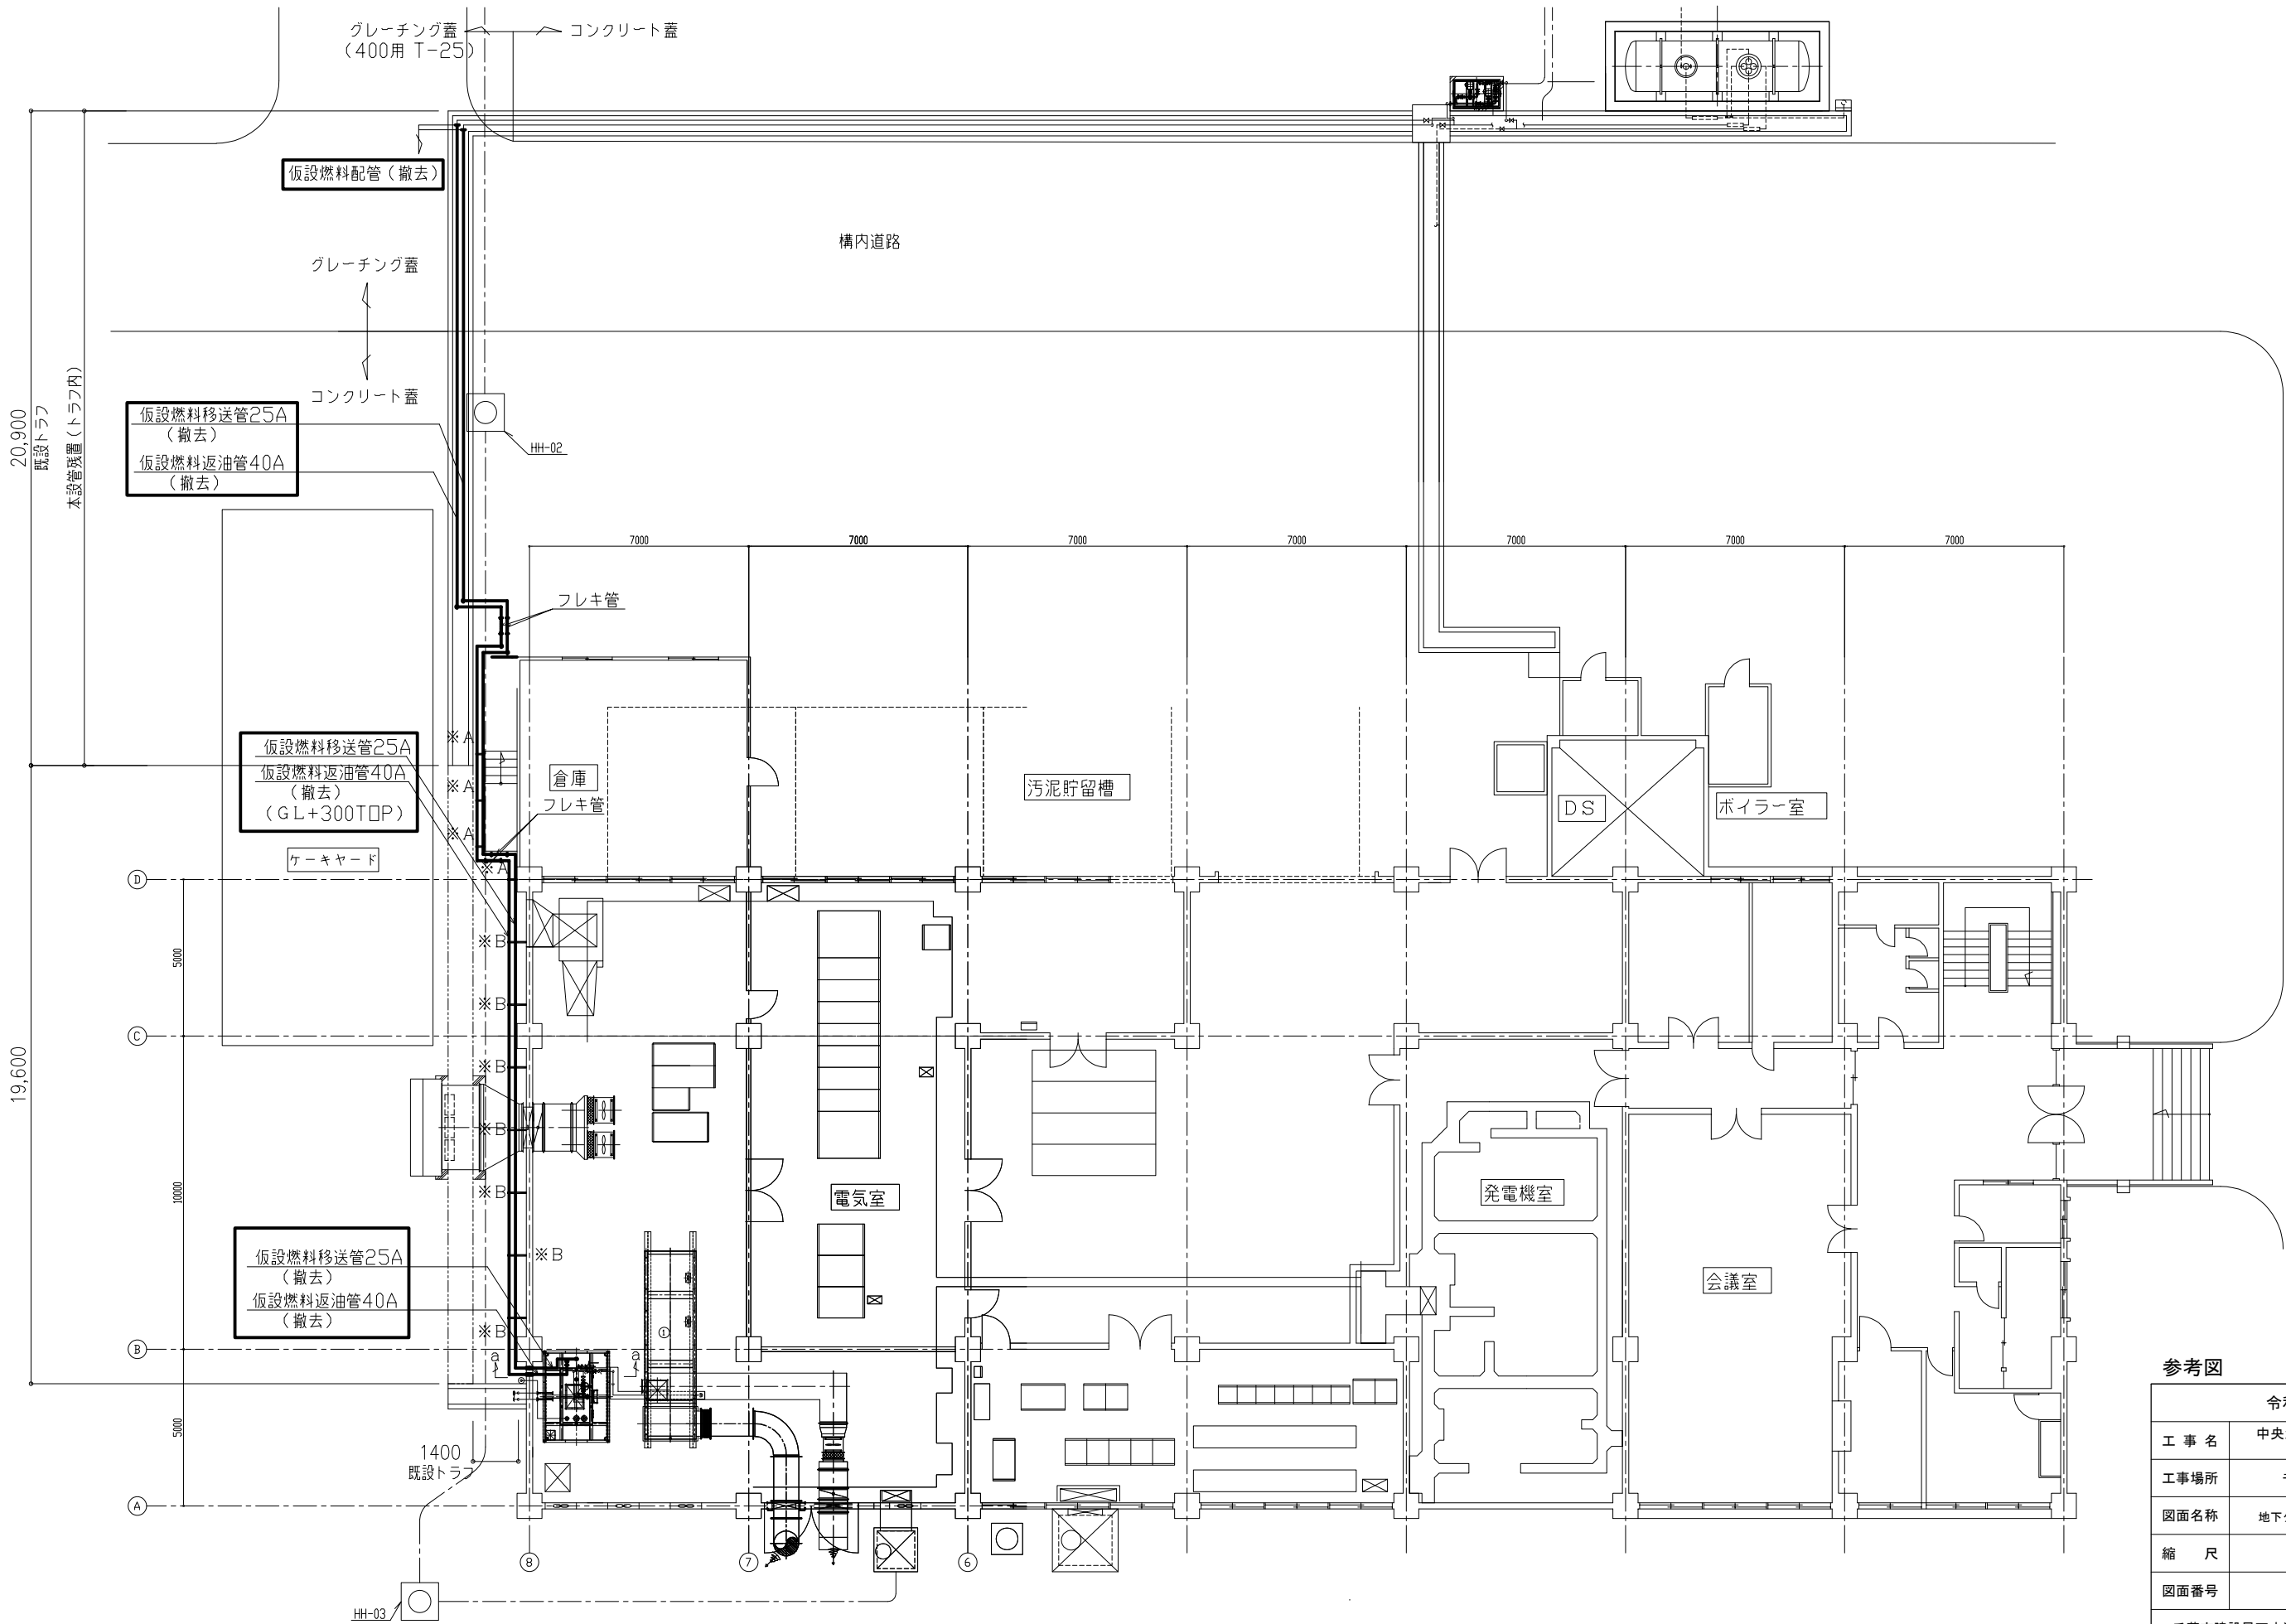 グレーチング蓋
(400用 T-25)
コンクリート蓋
仮設燃料配管(撤去)
構内道路
グレーチング蓋
コンクリート蓋
20,900
既設トラフ
本設管残置(トラフ内)
仮設燃料移送管25A
(撤去)
仮設燃料返油管40A
(撤去)
HH-02
7000
7000
7000
7000
7000
7000
7000
フレキ管
※A
仮設燃料移送管25A
仮設燃料返油管40A
(撤去)
(GL+300TOP)
※A
※A
※A
倉庫
フレキ管
汚泥貯留槽
DS
ボイラー室
ケーキヤード
D
5000
※B
※B
C
19,600
※B
※B
10000
※B
電気室
発電機室
※B
会議室
仮設燃料移送管25A
(撤去)
仮設燃料返油管40A
(撤去)
※B
①
B
a
a
5000
1400
既設トラフ
A
8
7
6
HH-03
参考図
工事名
中央
工事場所
図面名称
地下
縮尺
図面番号